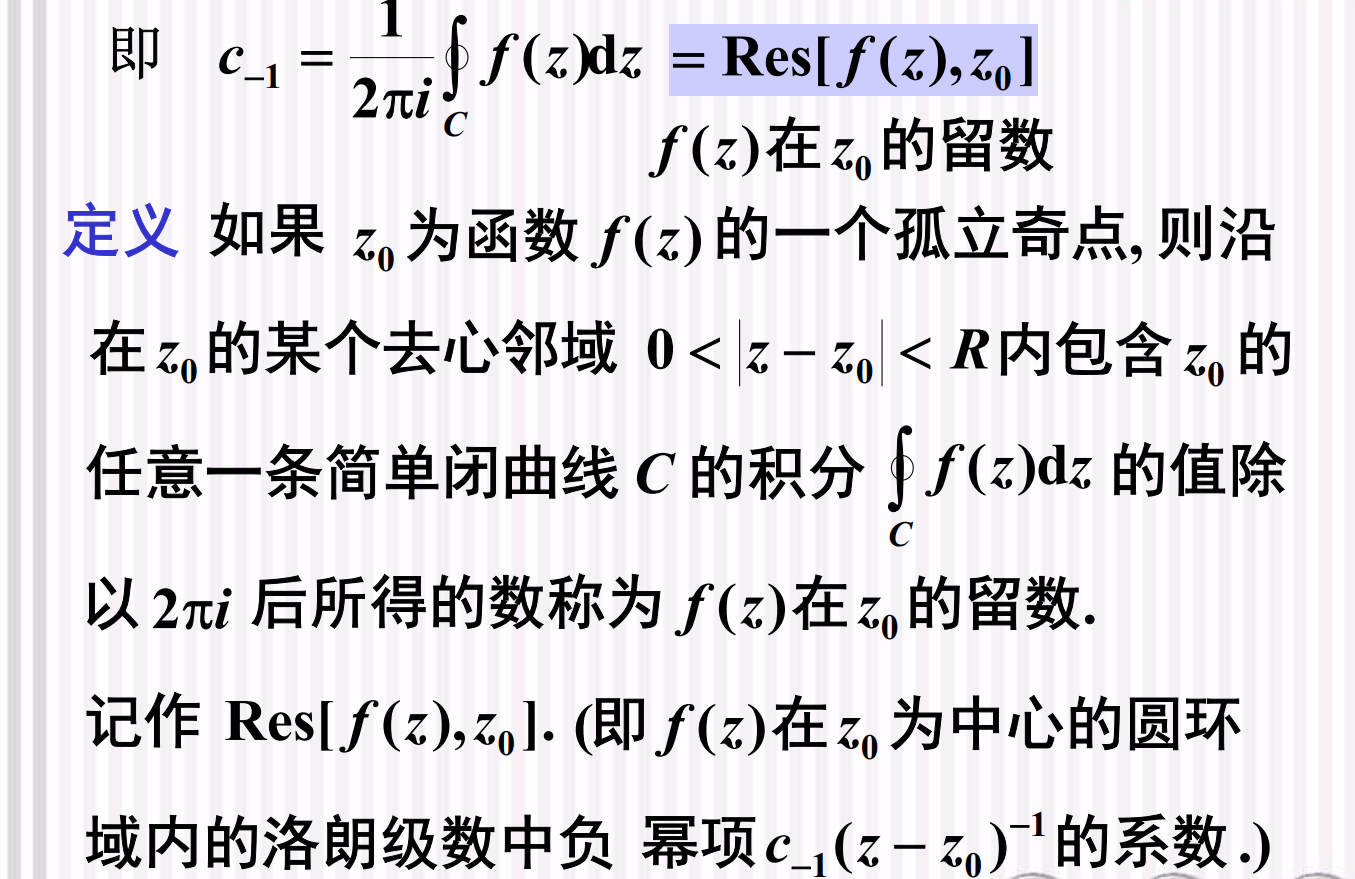 即 $c_{-1} = \frac{1}{2\pi i} \oint_C f(z)\mathrm{d}z = \mathrm{Res}[f(z), z_0]$
$f(z)$在$z_0$的留数
定义 如果 $z_0$为函数 $f(z)$ 的一个孤立奇点, 则沿
在$z_0$的某个去心邻域 $0 < |z - z_0| < R$内包含 $z_0$ 的
任意一条简单闭曲线 $C$ 的积分 $\oint_C f(z)\mathrm{d}z$ 的值除
以 $2\pi i$ 后所得的数称为 $f(z)$在$z_0$的留数.
记作 $\mathrm{Res}[f(z), z_0]$. (即 $f(z)$在$z_0$ 为中心的圆环
域内的洛朗级数中负 幂项$c_{-1}(z - z_0)^{-1}$的系数.)